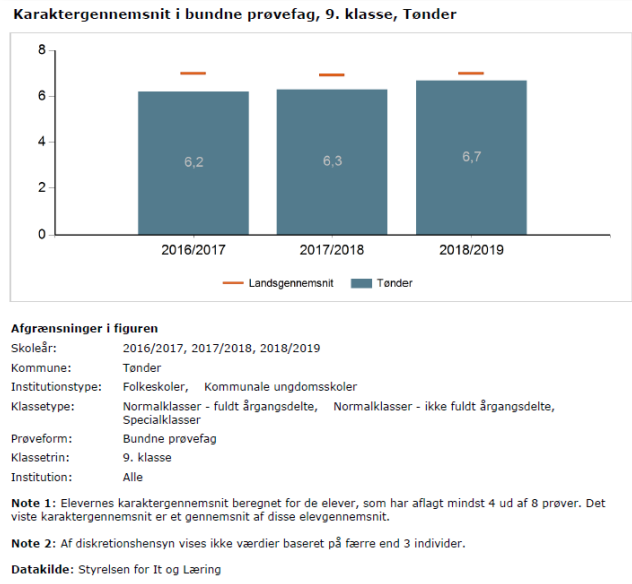 Karaktergennemsnit i bundne prøvefag, 9. klasse, Tønder
8
6
4
2
0
6,2
6,3
6,7
2016/2017
2017/2018
2018/2019
Landsgennemsnit
Tønder
Afgrænsninger i figuren
Skoleår: 2016/2017, 2017/2018, 2018/2019
Kommune: Tønder
Institutionstype: Folkeskoler, Kommunale ungdomsskoler
Klassetype: Normalklasser - fuldt årgangsdelte, Normalklasser - ikke fuldt årgangsdelte,
Specialklasser
Prøveform: Bundne prøvefag
Klassetrin: 9. klasse
Institution: Alle
Note 1: Elevernes karaktergennemsnit beregnet for de elever, som har aflagt mindst 4 ud af 8 prøver. Det
viste karaktergennemsnit er et gennemsnit af disse elevgennemsnit.
Note 2: Af diskretionshensyn vises ikke værdier baseret på færre end 3 individer.
Datakilde: Styrelsen for It og Læring